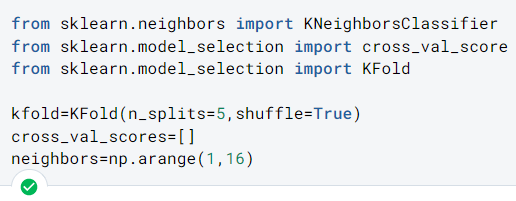 from sklearn.neighbors import KNeighborsClassifier
from sklearn.model_selection import cross_val_score
from sklearn.model_selection import KFold
kfold=KFold(n_splits=5,shuffle=True)
cross_val_scores=[]
neighbors=np.arange(1,16)